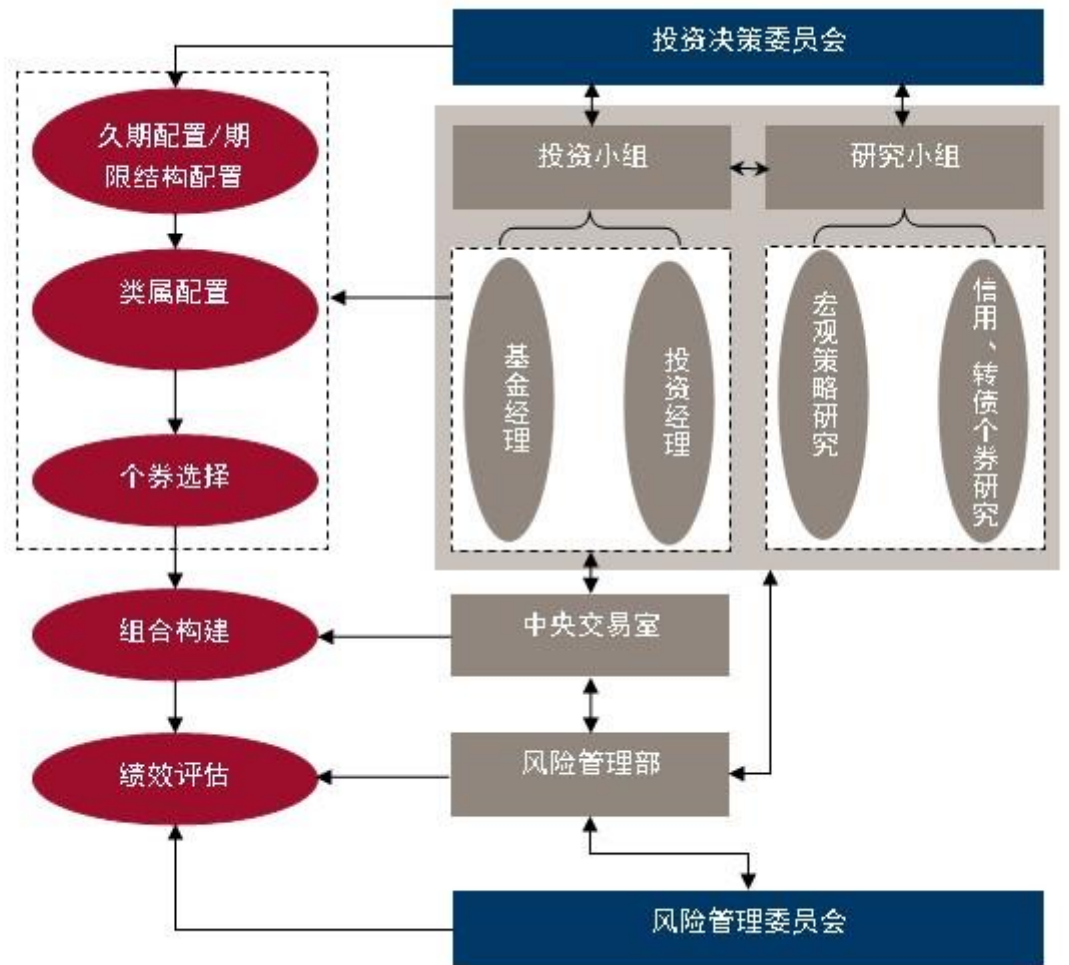 投资决策委员会
久期配置/期
限结构配置
投资小组
研究小组
类属配置
基金经理
投资经理
宏观策略研究
信用、转债个券研究
个券选择
组合构建
中央交易室
绩效评估
风险管理部
风险管理委员会